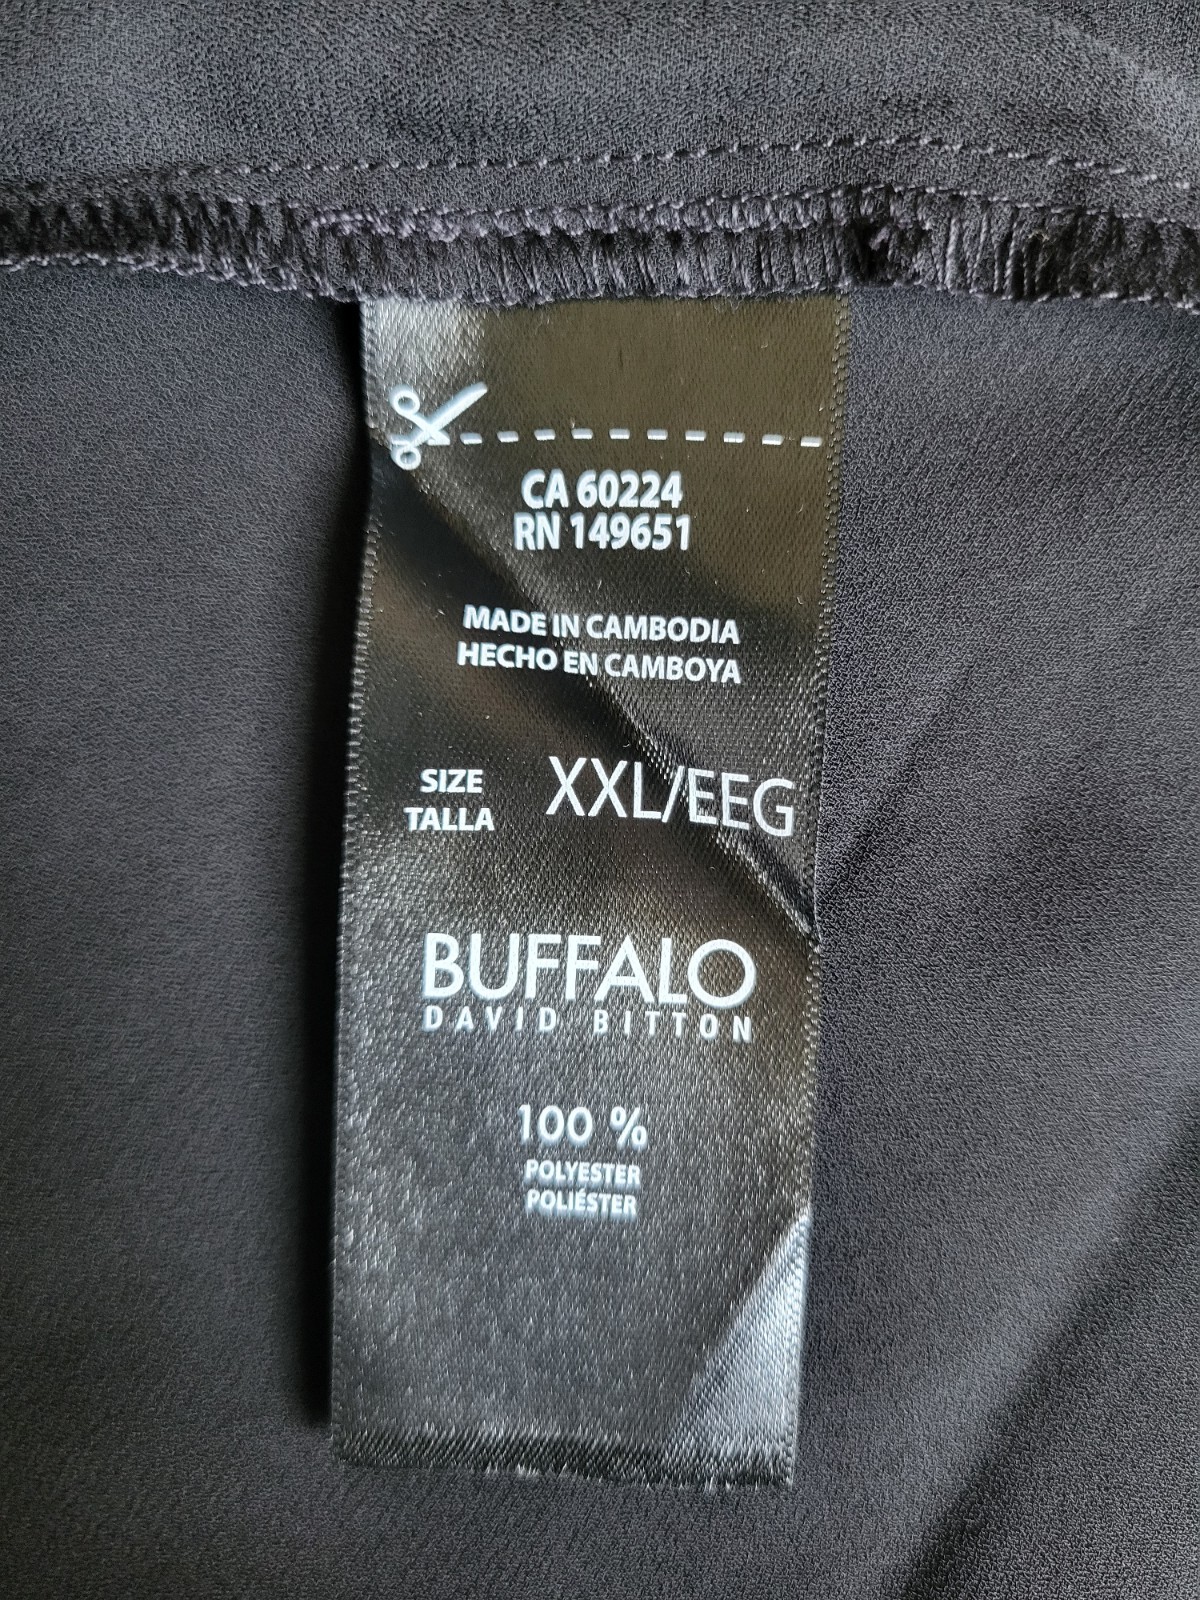 CA 60224
RN 149651
MADE IN CAMBODIA
HECHO EN CAMBOYA
SIZE
TALLA
XXL/EEG
BUFFALO
DAVID BITTON
100 %
POLYESTER
POLIÉSTER